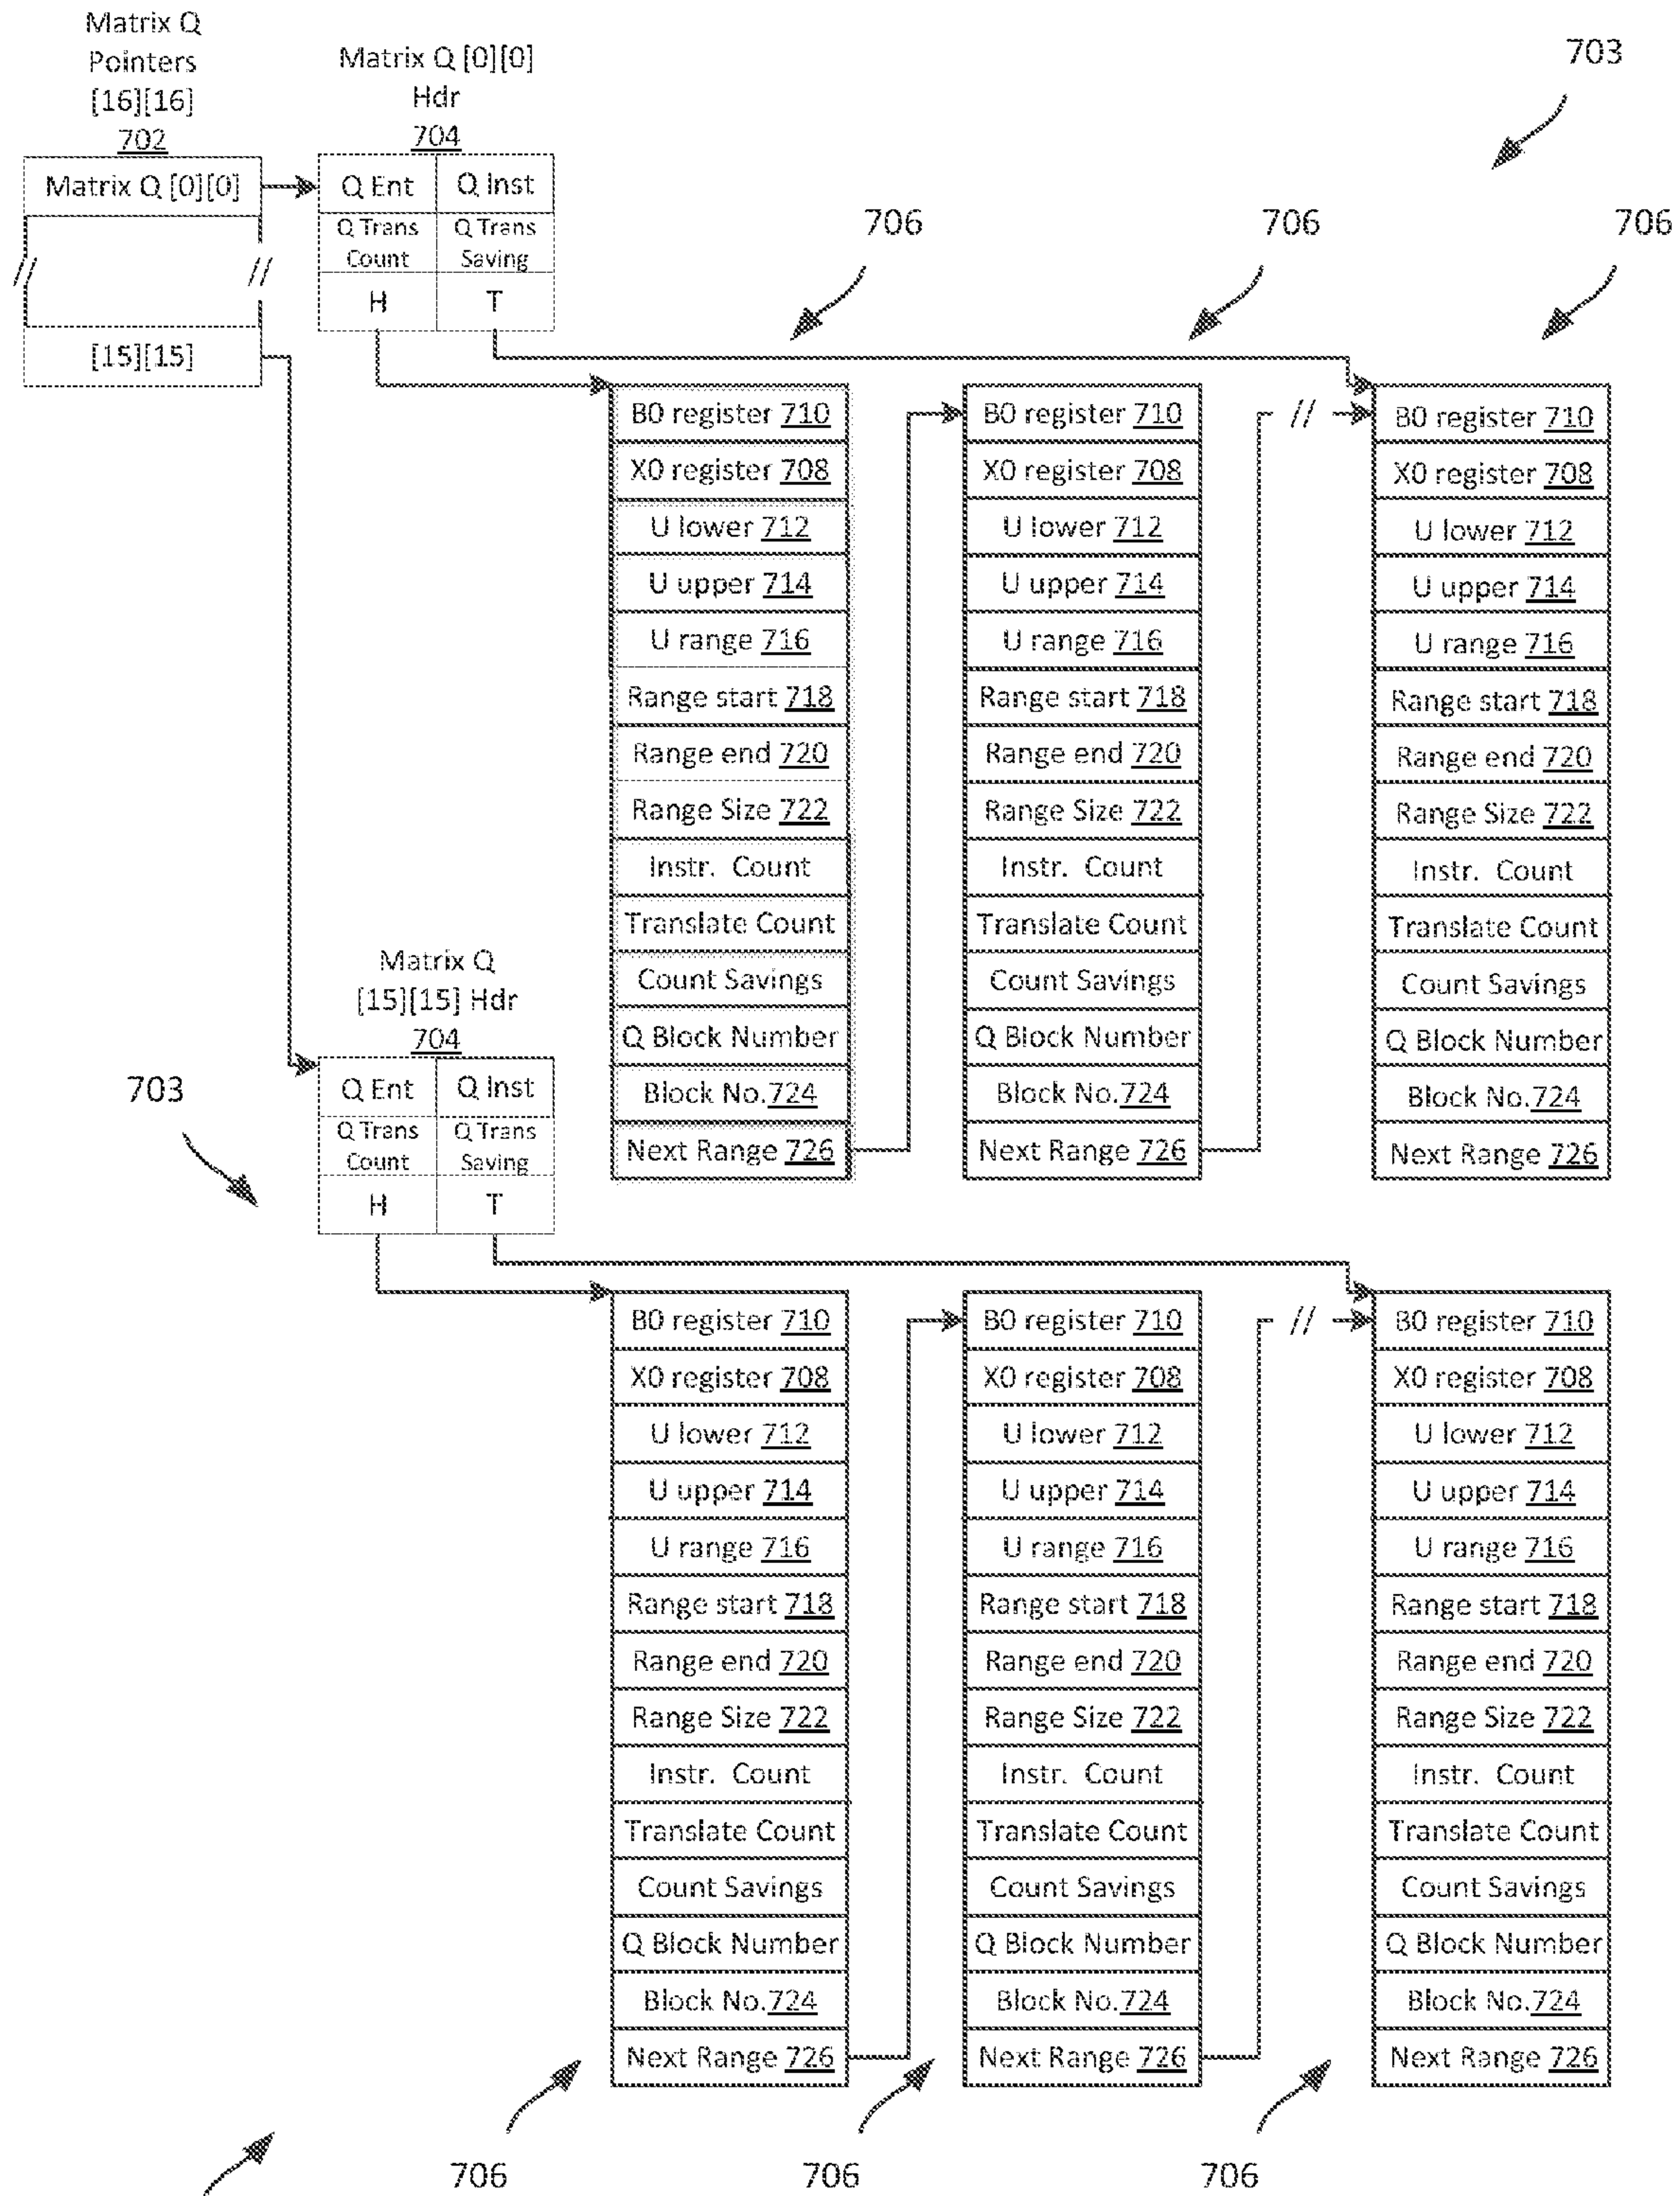 Matrix Q
Pointers
[16][16]
702
Matrix Q [0][0]
//
//
[15][15]
Matrix Q [0][0]
Hdr
704
Q Ent
Q Inst
Q Trans
Count
Q Trans
Saving
H
T
703
706
706
706
B0 register 710
X0 register 708
U lower 712
U upper 714
U range 716
Range start 718
Range end 720
Range Size 722
Instr. Count
Translate Count
Count Savings
Q Block Number
Block No.724
Next Range 726
B0 register 710
X0 register 708
U lower 712
U upper 714
U range 716
Range start 718
Range end 720
Range Size 722
Instr. Count
Translate Count
Count Savings
Q Block Number
Block No.724
Next Range 726
//
B0 register 710
X0 register 708
U lower 712
U upper 714
U range 716
Range start 718
Range end 720
Range Size 722
Instr. Count
Translate Count
Count Savings
Q Block Number
Block No.724
Next Range 726
Matrix Q
[15][15] Hdr
704
703
Q Ent
Q Inst
Q Trans
Count
Q Trans
Saving
H
T
B0 register 710
X0 register 708
U lower 712
U upper 714
U range 716
Range start 718
Range end 720
Range Size 722
Instr. Count
Translate Count
Count Savings
Q Block Number
Block No.724
Next Range 726
B0 register 710
X0 register 708
U lower 712
U upper 714
U range 716
Range start 718
Range end 720
Range Size 722
Instr. Count
Translate Count
Count Savings
Q Block Number
Block No.724
Next Range 726
//
B0 register 710
X0 register 708
U lower 712
U upper 714
U range 716
Range start 718
Range end 720
Range Size 722
Instr. Count
Translate Count
Count Savings
Q Block Number
Block No.724
Next Range 726
706
706
706